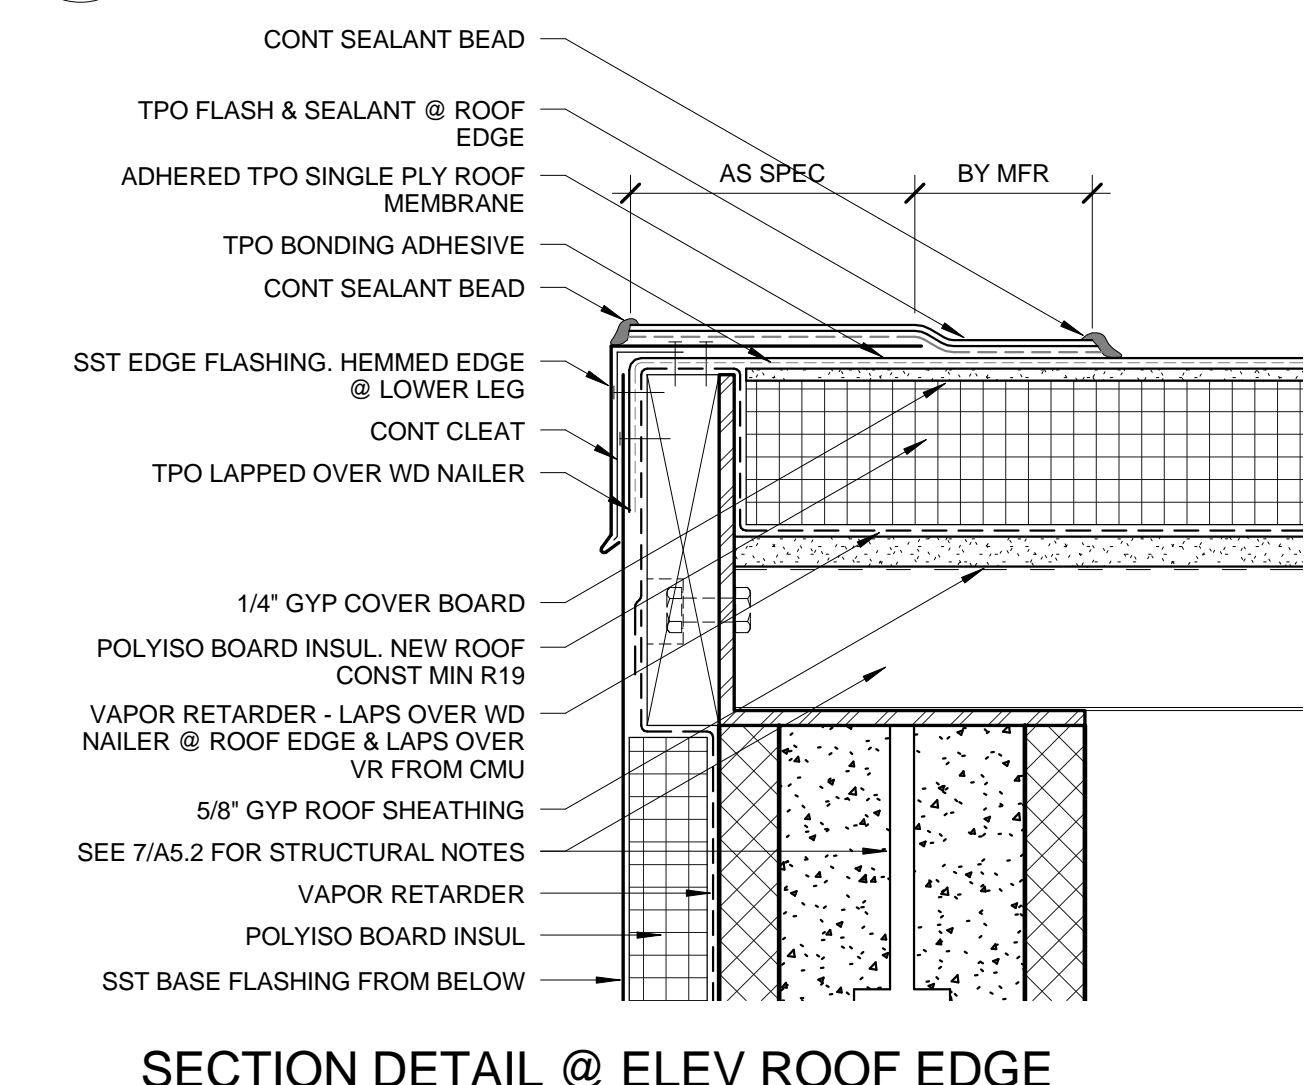 CONT SEALANT BEAD
TPO FLASH & SEALANT @ ROOF
EDGE
ADHERED TPO SINGLE PLY ROOF
MEMBRANE
TPO BONDING ADHESIVE
CONT SEALANT BEAD
AS SPEC
BY MFR
SST EDGE FLASHING. HEMMED EDGE
@ LOWER LEG
CONT CLEAT
TPO LAPPED OVER WD NAILER
1/4" GYP COVER BOARD
POLYISO BOARD INSUL. NEW ROOF
CONST MIN R19
VAPOR RETARDER - LAPS OVER WD
NAILER @ ROOF EDGE & LAPS OVER
VR FROM CMU
5/8" GYP ROOF SHEATHING
SEE 7/A5.2 FOR STRUCTURAL NOTES
VAPOR RETARDER
POLYISO BOARD INSUL
SST BASE FLASHING FROM BELOW
SECTION DETAIL @ ELEV ROOF EDGE